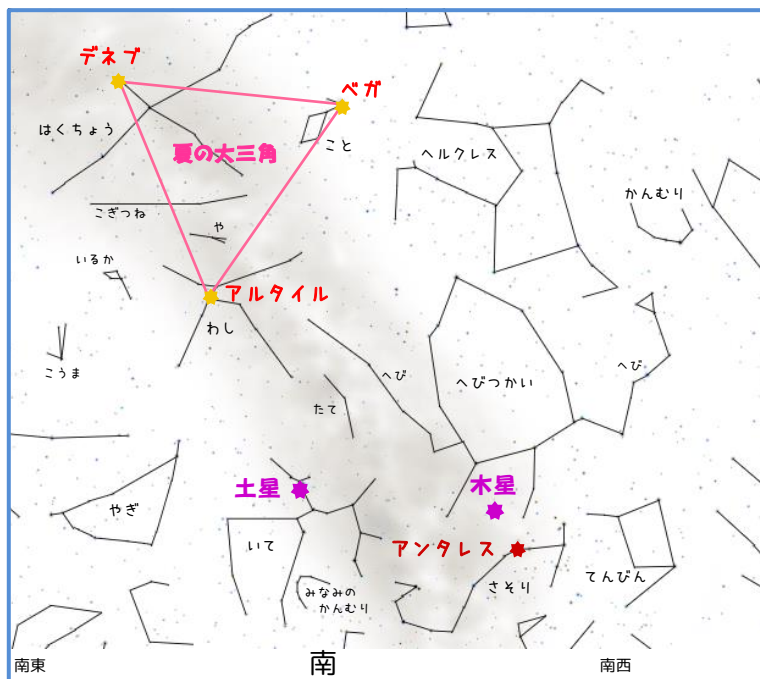 デネブ
ベガ
はくちょう
夏の大三角
こと
ヘルクレス
かんむり
こぎつね
や
いるか
アルタイル
わし
こうま
へび
へびつかい
へび
たて
土星
木星
やぎ
いて
アンタレス
みなみの
かんむり
さそり
てんびん
南東
南
南西